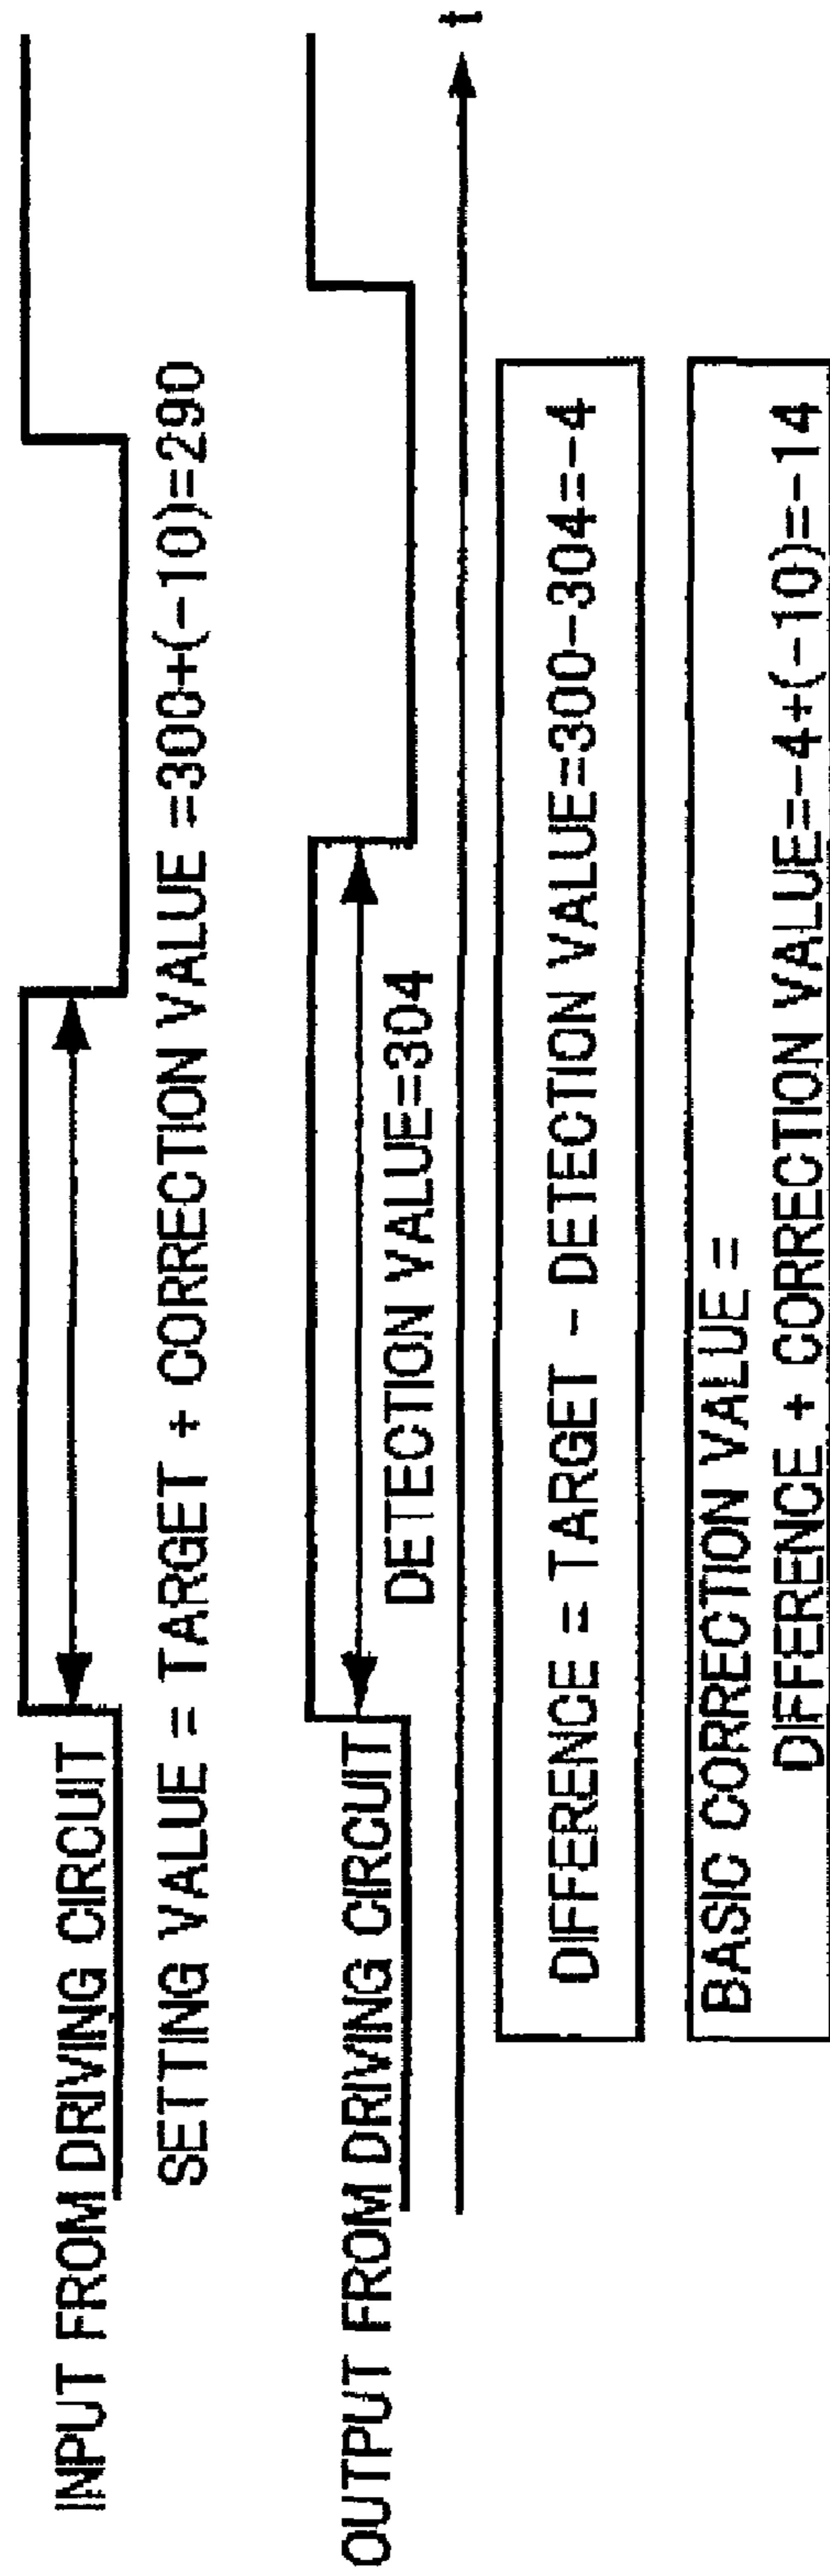 INPUT FROM DRIVING CIRCUIT
SETTING VALUE = TARGET + CORRECTION VALUE =300+(-10)=290
OUTPUT FROM DRIVING CIRCUIT
DETECTION VALUE=304
t
DIFFERENCE = TARGET - DETECTION VALUE=300-304=-4
BASIC CORRECTION VALUE =
DIFFERENCE + CORRECTION VALUE=-4+(-10)=-14